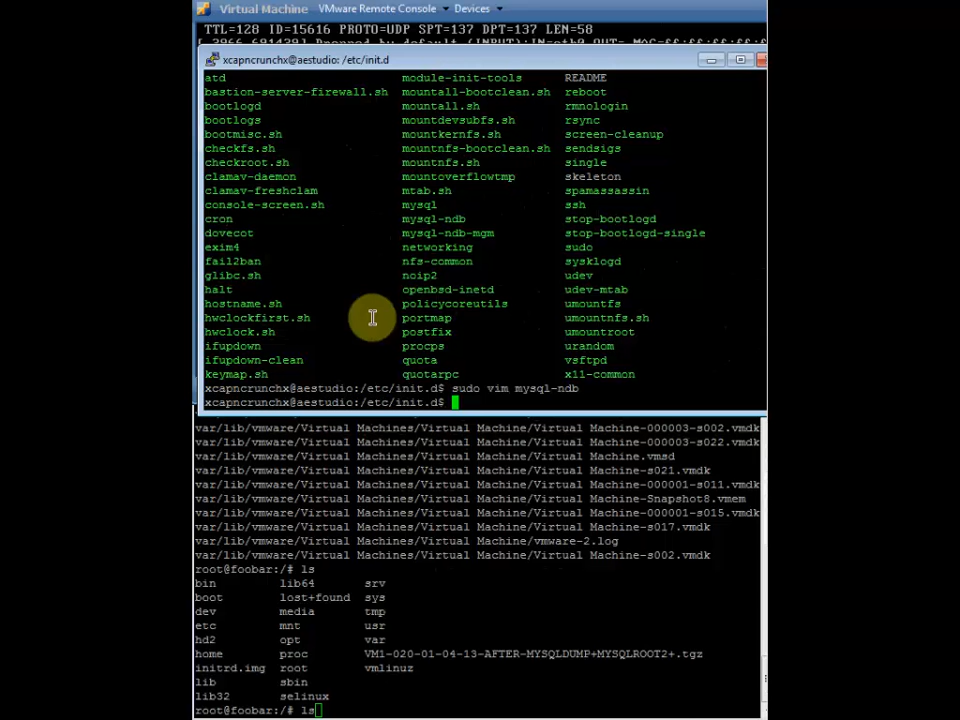 Virtual Machine VMware Remote Console Devices
TTL=128 ID=15616 PROTO=UDP SPT=137 DPT=137 LEN=58
xcapncrunchx@aestudio: /etc/init.d
atd module-init-tools README
bastion-server-firewall.sh mountall-bootclean.sh reboot
bootlogd mountall.sh rmnologin
bootlogs mountdevsubfs.sh rsync
bootmisc.sh mountkernfs.sh screen-cleanup
checkfs.sh mountnfs-bootclean.sh sendsigs
checkroot.sh mountnfs.sh single
clamav-daemon mountoverflowtmp skeleton
clamav-freshclam mtab.sh spamassassin
console-screen.sh mysql ssh
cron mysql-ndb stop-bootlogd
dovecot mysql-ndb-mgm stop-bootlogd-single
exim4 networking sudo
fail2ban nfs-common sysklogd
glibc.sh noip2 udev
halt openbsd-inetd udev-mtab
hostname.sh policycoreutils umountfs
hwclockfirst.sh portmap umountnfs.sh
hwclock.sh postfix umountroot
ifupdown procps urandom
ifupdown-clean quota vsftpd
keymap.sh quotarpc x11-common
xcapncrunchx@aestudio:/etc/init.d$ sudo vim mysql-ndb
xcapncrunchx@aestudio:/etc/init.d$
var/lib/vmware/Virtual Machines/Virtual Machine/Virtual Machine-000003-s002.vmdk
var/lib/vmware/Virtual Machines/Virtual Machine/Virtual Machine-000003-s022.vmdk
var/lib/vmware/Virtual Machines/Virtual Machine/Virtual Machine.vmsd
var/lib/vmware/Virtual Machines/Virtual Machine/Virtual Machine-s021.vmdk
var/lib/vmware/Virtual Machines/Virtual Machine/Virtual Machine-000001-s011.vmdk
var/lib/vmware/Virtual Machines/Virtual Machine/Virtual Machine-Snapshot8.vmem
var/lib/vmware/Virtual Machines/Virtual Machine/Virtual Machine-000001-s015.vmdk
var/lib/vmware/Virtual Machines/Virtual Machine/Virtual Machine-s017.vmdk
var/lib/vmware/Virtual Machines/Virtual Machine/vmware-2.log
var/lib/vmware/Virtual Machines/Virtual Machine/Virtual Machine-s002.vmdk
root@foobar:/# ls
bin lib64 srv
boot lost+found sys
dev media tmp
etc mnt usr
hd2 opt var
home proc VM1-020-01-04-13-AFTER-MYSQLDUMP+MYSQLROOT2+.tgz
initrd.img root vmlinuz
lib sbin
lib32 selinux
root@foobar:/# ls